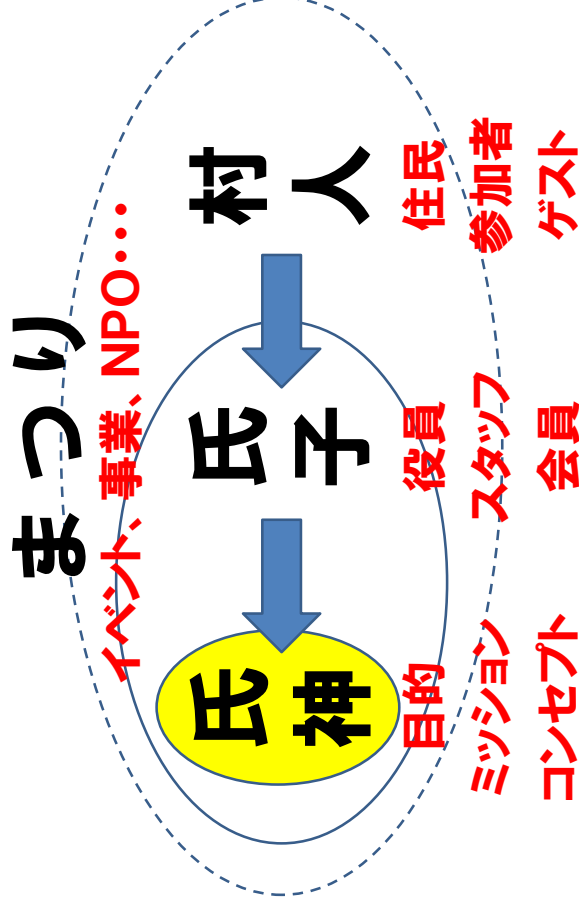 まつり
イベント、事業、NPO・・・
氏神
氏子
村人
目的
ミッション
コンセプト
役員
スタッフ
会員
住民
参加者
ゲスト